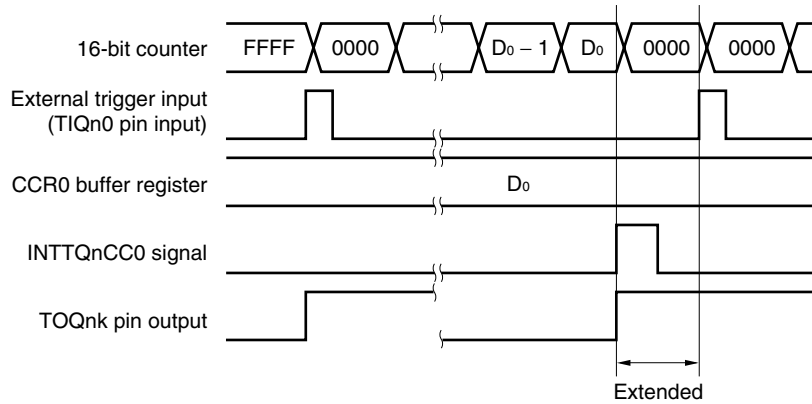 16-bit counter FFFF 0000 D₀ − 1 D₀ 0000 0000
External trigger input
(TIQn0 pin input)
CCR0 buffer register D₀
INTTQnCC0 signal
TOQnk pin output
Extended